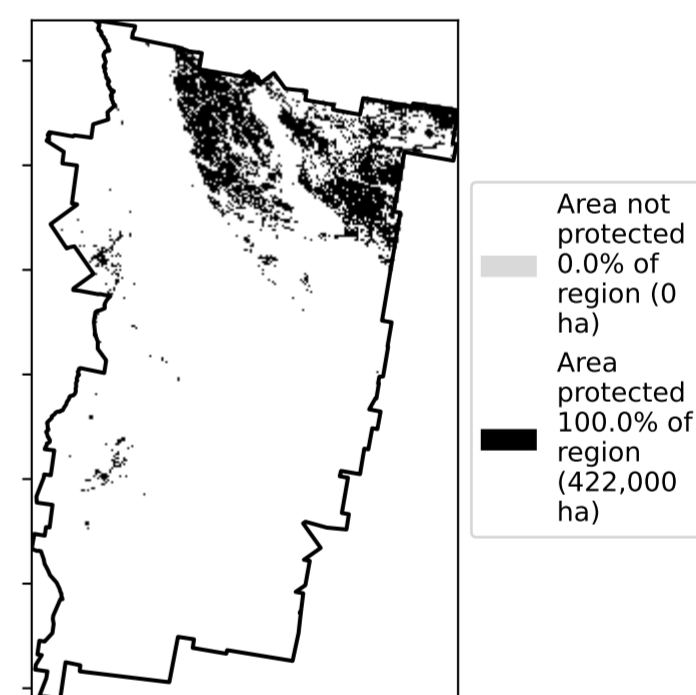 Area not
protected
0.0% of
region (0
ha)
Area
protected
100.0% of
region
(422,000
ha)